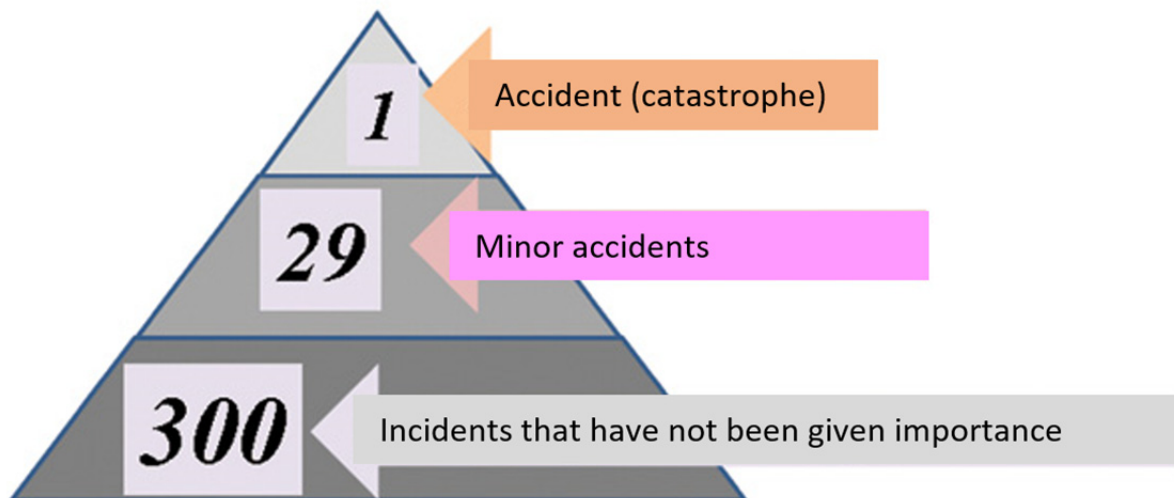 1
Accident (catastrophe)
29
Minor accidents
300
Incidents that have not been given importance